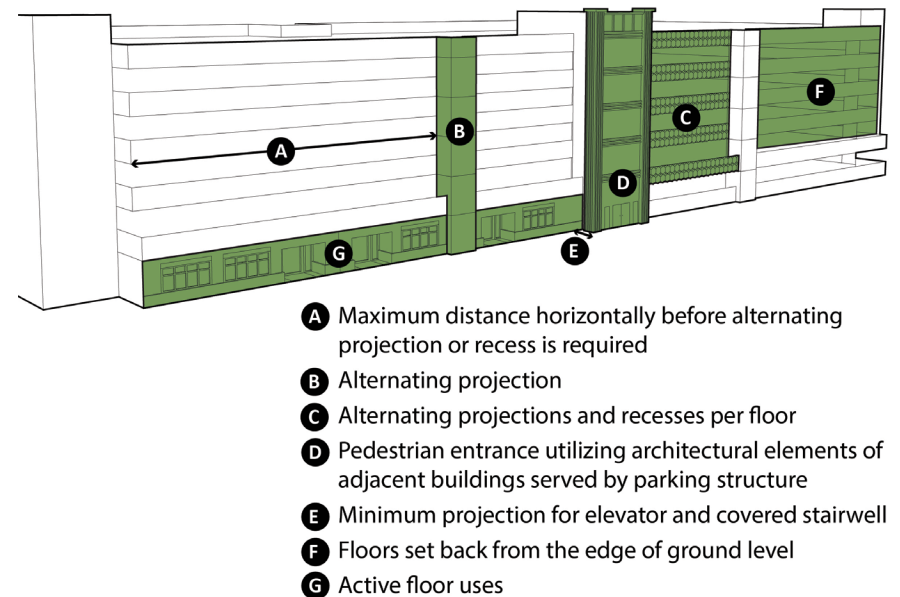 A
B
C
D
E
F
G
A Maximum distance horizontally before alternating
projection or recess is required
B Alternating projection
C Alternating projections and recesses per floor
D Pedestrian entrance utilizing architectural elements of
adjacent buildings served by parking structure
E Minimum projection for elevator and covered stairwell
F Floors set back from the edge of ground level
G Active floor uses